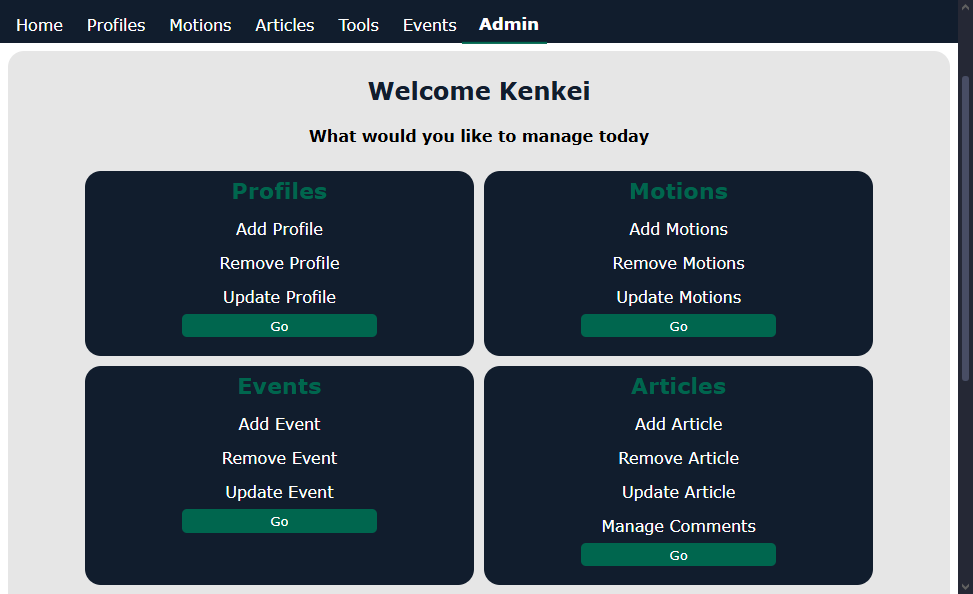 Home Profiles Motions Articles Tools Events Admin
Welcome Kenkei
What would you like to manage today
Profiles
Add Profile
Remove Profile
Update Profile
Go
Motions
Add Motions
Remove Motions
Update Motions
Go
Events
Add Event
Remove Event
Update Event
Go
Articles
Add Article
Remove Article
Update Article
Manage Comments
Go